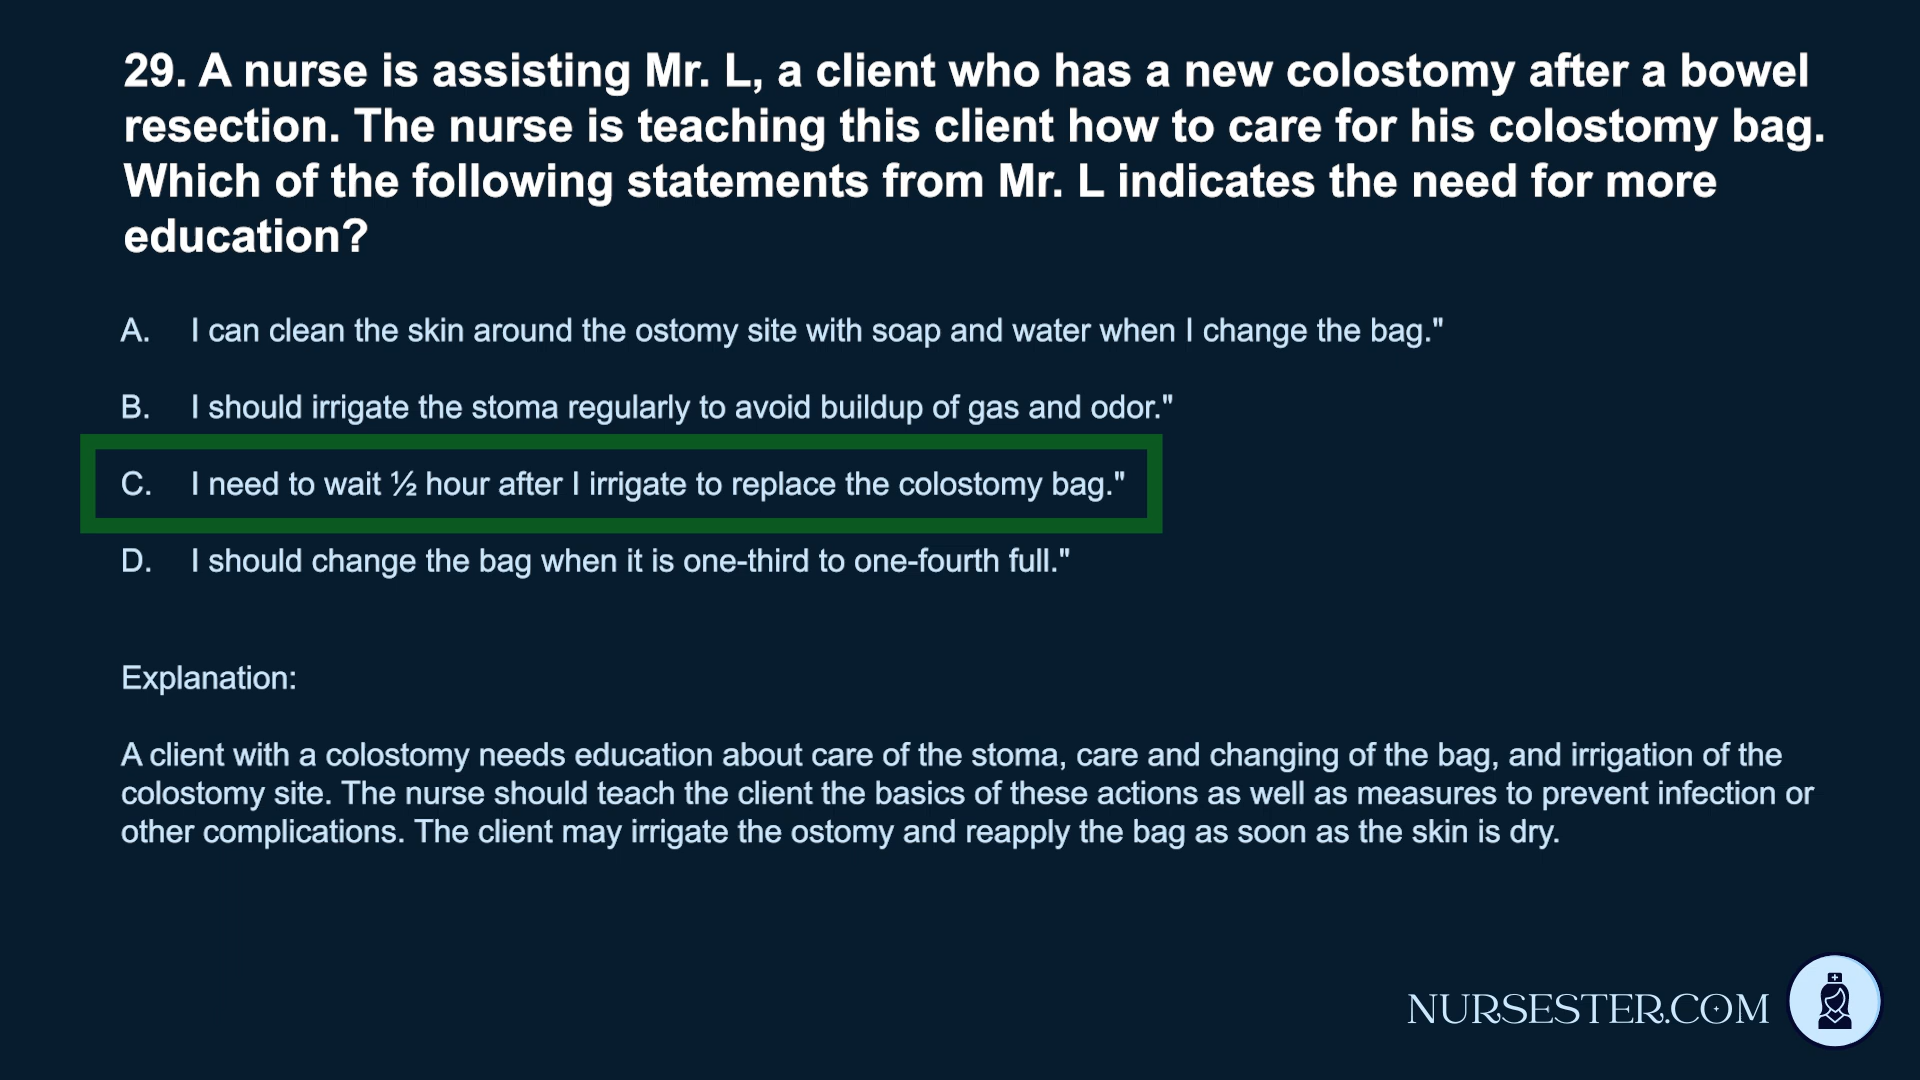 29. A nurse is assisting Mr. L, a client who has a new colostomy after a bowel
resection. The nurse is teaching this client how to care for his colostomy bag.
Which of the following statements from Mr. L indicates the need for more
education?
A. I can clean the skin around the ostomy site with soap and water when I change the bag."
B. I should irrigate the stoma regularly to avoid buildup of gas and odor."
C. I need to wait ½ hour after I irrigate to replace the colostomy bag."
D. I should change the bag when it is one-third to one-fourth full."
Explanation:
A client with a colostomy needs education about care of the stoma, care and changing of the bag, and irrigation of the
colostomy site. The nurse should teach the client the basics of these actions as well as measures to prevent infection or
other complications. The client may irrigate the ostomy and reapply the bag as soon as the skin is dry.
NURSESTER.COM